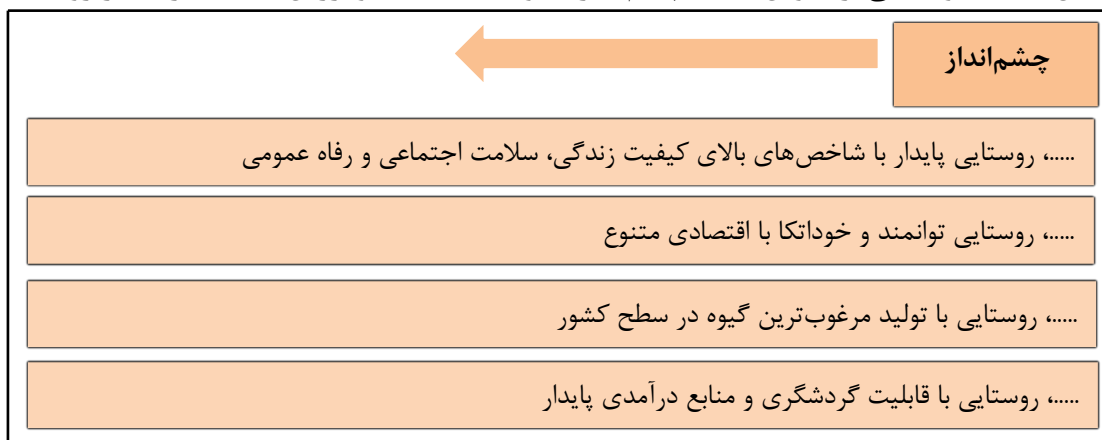 چشم‌انداز
.....، روستایی پایدار با شاخص‌های بالای کیفیت زندگی، سلامت اجتماعی و رفاه عمومی
.....، روستایی توانمند و خوداتکا با اقتصادی متنوع
.....، روستایی با تولید مرغوب‌ترین گیوه در سطح کشور
.....، روستایی با قابلیت گردشگری و منابع درآمدی پایدار